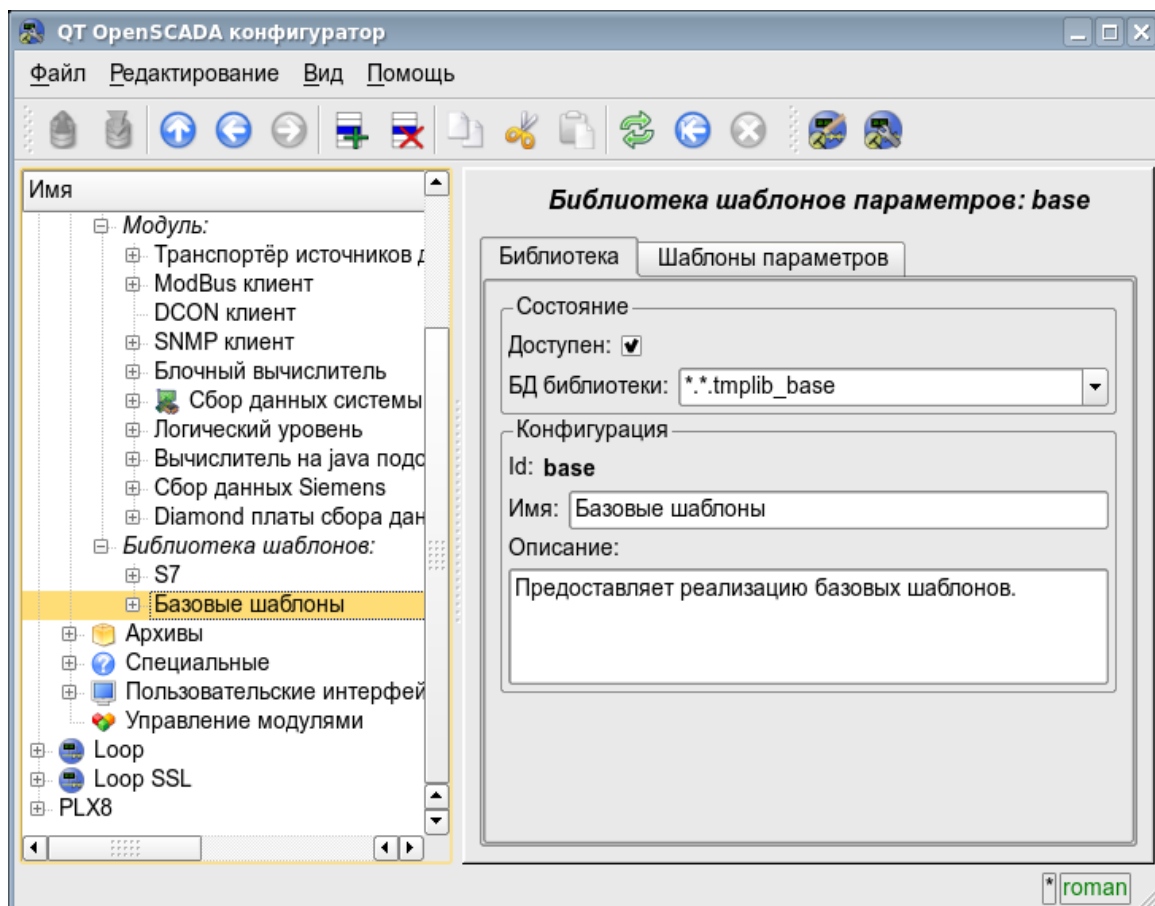 QT OpenSCADA конфигуратор
Файл Редактирование Вид Помощь
Имя
Модуль:
Транспортёр источников д
ModBus клиент
DCON клиент
SNMP клиент
Блочный вычислитель
Сбор данных системы
Логический уровень
Вычислитель на java подс
Сбор данных Siemens
Diamond платы сбора дан
Библиотека шаблонов:
S7
Базовые шаблоны
Архивы
Специальные
Пользовательские интерфей
Управление модулями
Loop
Loop SSL
PLX8
Библиотека шаблонов параметров: base
Библиотека Шаблоны параметров
Состояние
Доступен:
БД библиотеки: *.*.tmplib_base
Конфигурация
Id: base
Имя: Базовые шаблоны
Описание:
Предоставляет реализацию базовых шаблонов.
* roman